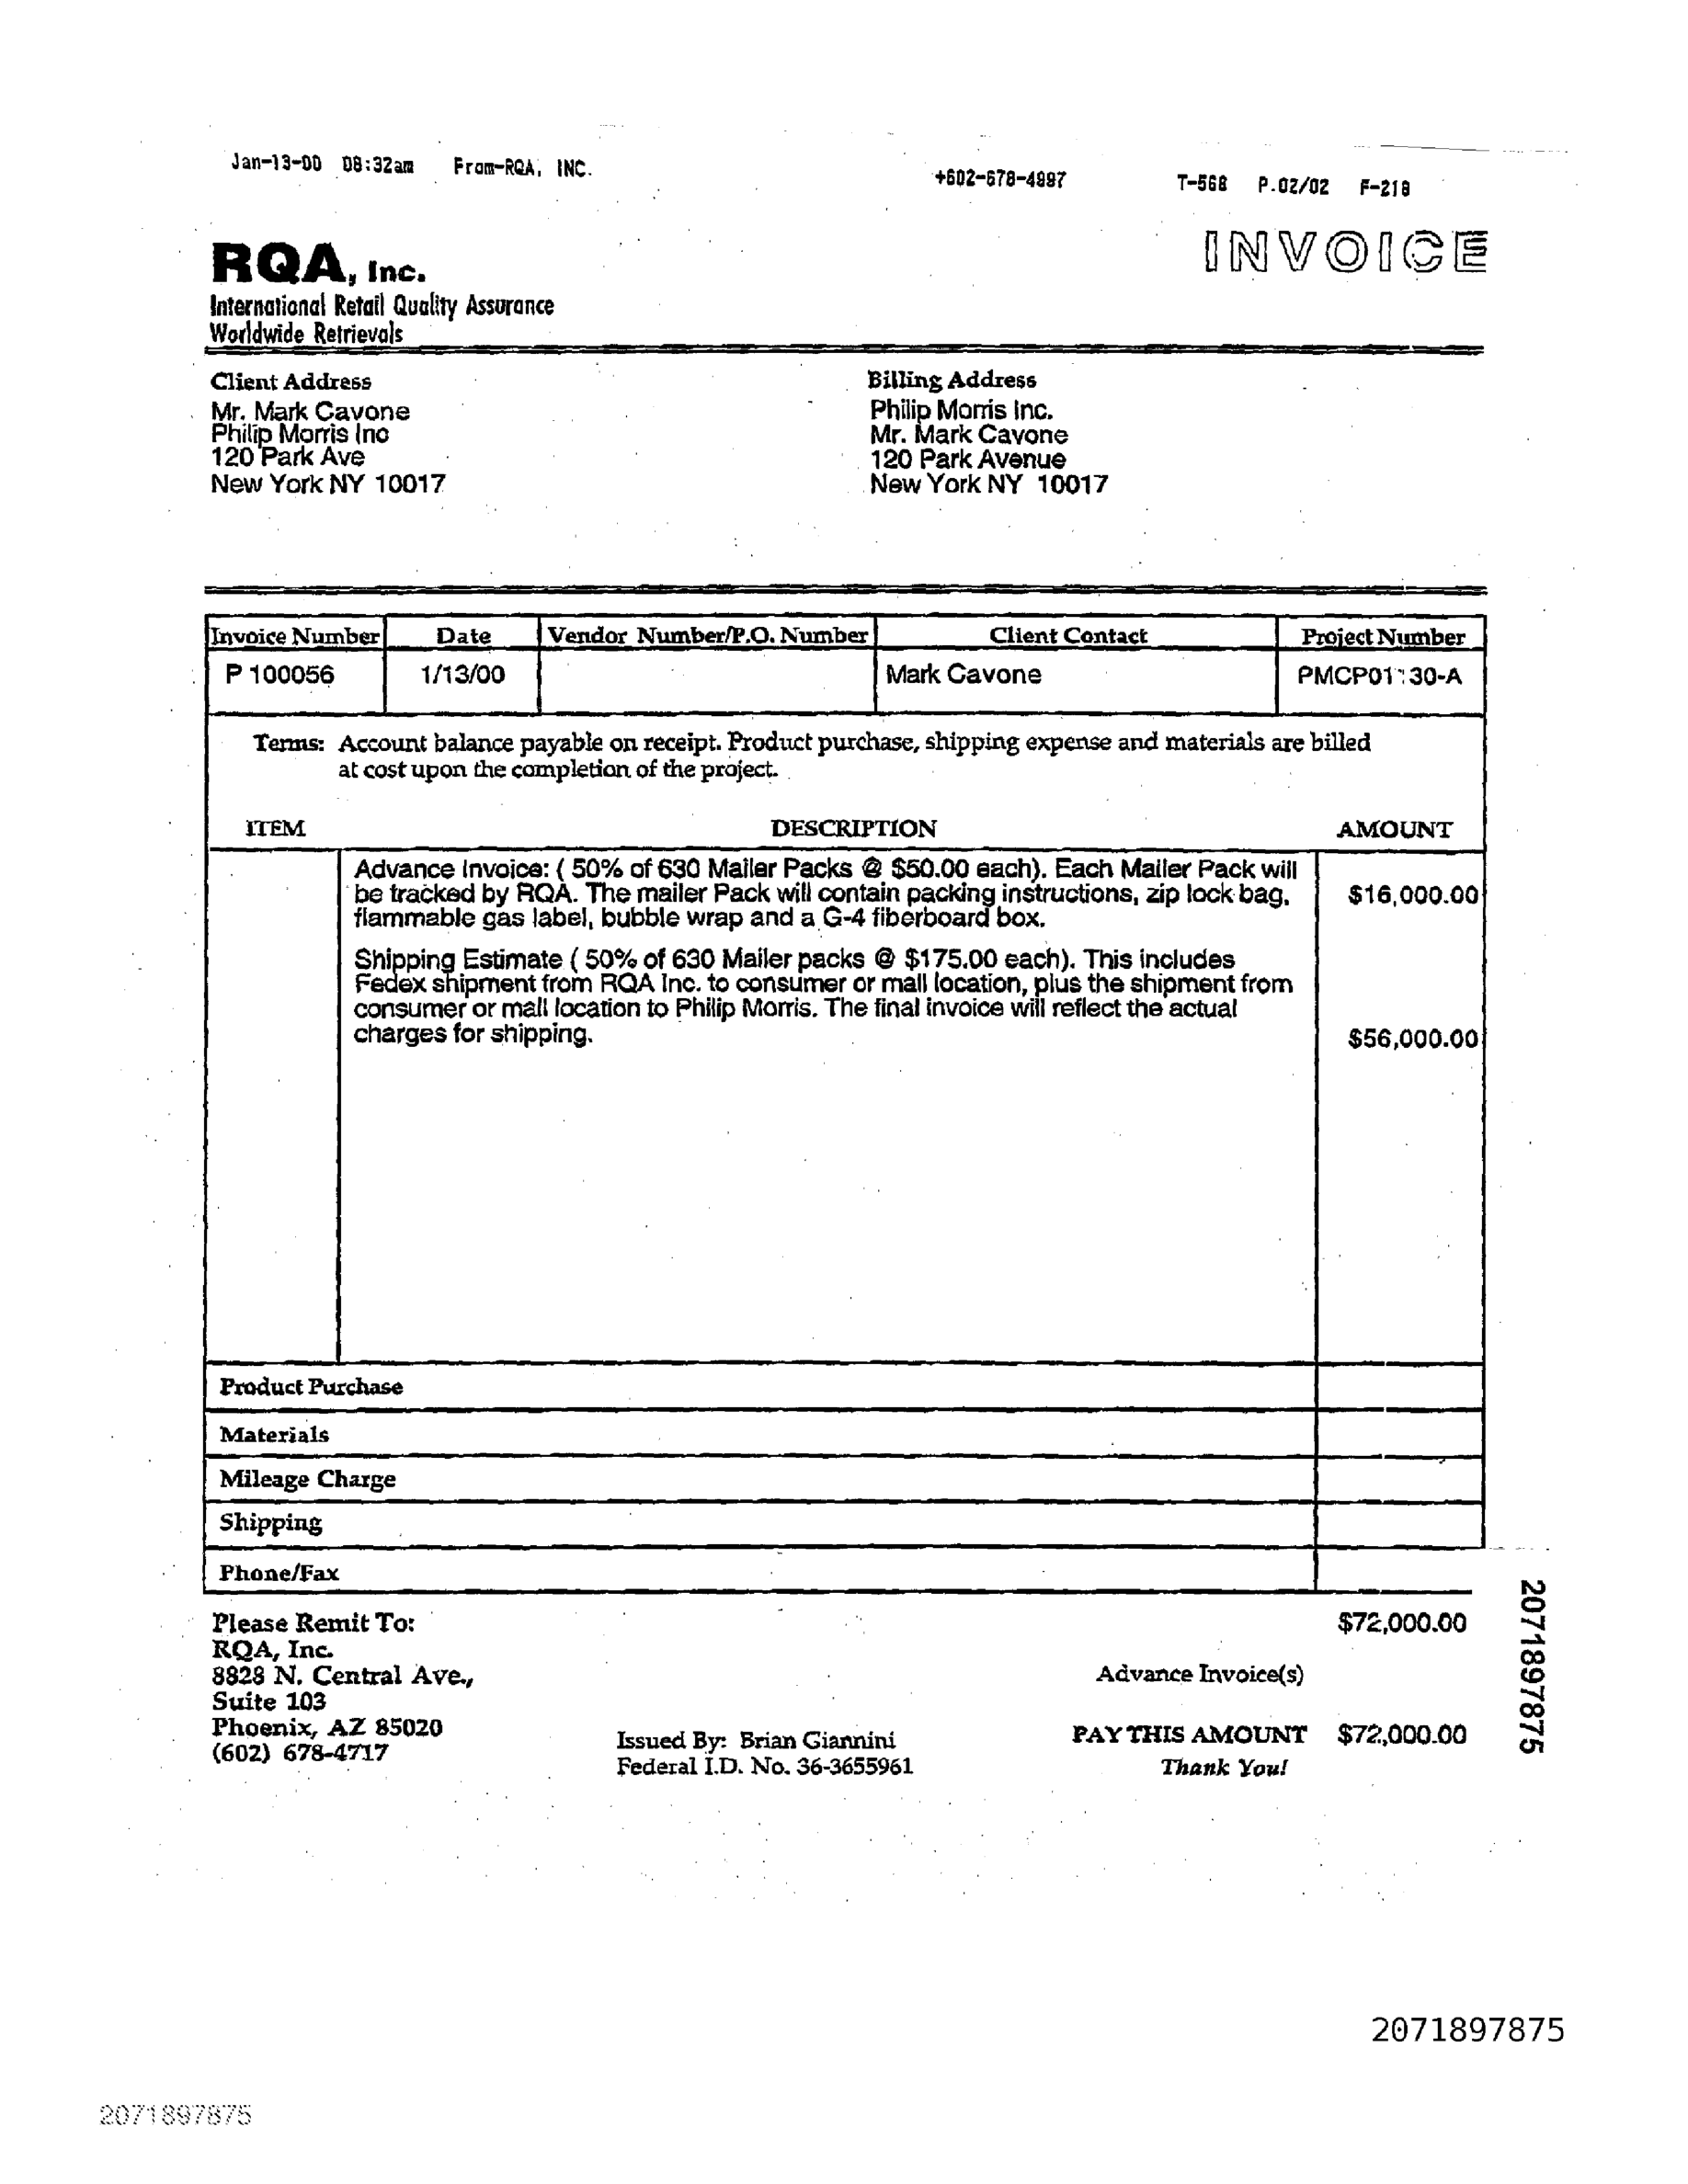 Jan-13-00 08:32am From-RQA, INC. +602-678-4997 T-568 P.02/02 F-218
INVOICE
RQA, Inc.
International Retail Quality Assurance
Worldwide Retrievals
Client Address
Mr. Mark Cavone
Philip Morris Inc
120 Park Ave
New York NY 10017
Billing Address
Philip Morris Inc.
Mr. Mark Cavone
120 Park Avenue
New York NY 10017
Invoice Number Date Vendor Number/P.O. Number Client Contact Project Number
P 100056 1/13/00 Mark Cavone
Terms: Account balance payable on receipt. Product purchase, shipping expense and materials are billed
at cost upon the completion of the project.
ITEM DESCRIPTION AMOUNT
Advance Invoice: ( 50% of 630 Mailer Packs @ $50.00 each). Each Mailer Pack will
be tracked by RQA. The mailer Pack will contain packing instructions, zip lock bag, $16,000.00
flammable gas label, bubble wrap and a G-4 fiberboard box.
Shipping Estimate ( 50% of 630 Mailer packs @ $175.00 each). This includes
Fedex shipment from RQA Inc. to consumer or mall location, plus the shipment from
consumer or mall location to Philip Morris. The final invoice will reflect the actual
charges for shipping. $56,000.00
Product Purchase
Materials
Mileage Charge
Shipping
Phone/Fax
Please Remit To:
RQA, Inc.
8828 N. Central Ave.,
Suite 103
Phoenix, AZ 85020
(602) 678-4717
Issued By: Brian Giannini
Federal I.D. No. 36-3655961
$72,000.00
Advance Invoice(s)
PAY THIS AMOUNT $72,000.00
Thank You!
2071897875
2071897875
2071897875